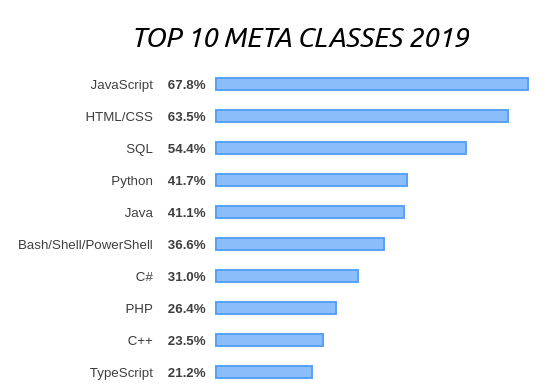 TOP 10 META CLASSES 2019
JavaScript 67.8%
HTML/CSS 63.5%
SQL 54.4%
Python 41.7%
Java 41.1%
Bash/Shell/PowerShell 36.6%
C# 31.0%
PHP 26.4%
C++ 23.5%
TypeScript 21.2%